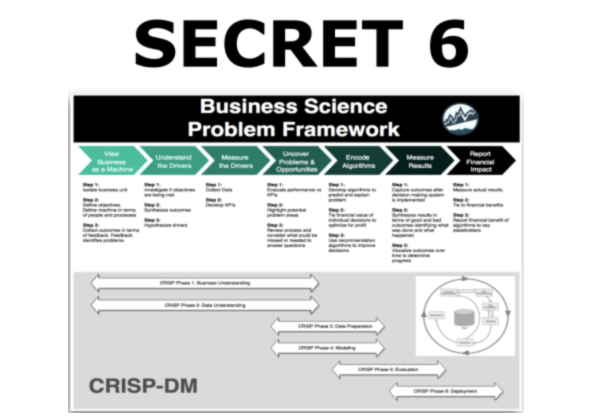 SECRET 6
Business Science
Problem Framework
View
Business
as a Machine
Understand
the Drivers
Measure
the Drivers
Uncover
Problems &
Opportunities
Encode
Algorithms
Measure
Results
Report
Financial
Impact
Step 1:
Isolate business unit
Step 2:
Define objectives.
Define machine in terms
of people and processes
Step 3:
Collect outcomes in terms
of feedback. Feedback
identifies problems.
Step 1:
Investigate if objectives
are being met
Step 2:
Synthesize outcomes
Step 3:
Hypothesize drivers
Step 1:
Collect Data
Step 2:
Develop KPIs
Step 1:
Evaluate performance vs
KPIs
Step 2:
Highlight potential
problem areas
Step 3:
Review process and
consider what could be
missed or needed to
answer questions
Step 1:
Develop algorithms to
predict and explain
problem
Step 2:
Tie financial value of
individual decisions to
optimize for profit
Step 3:
Use recommendation
algorithms to improve
decisions
Step 1:
Capture outcomes after
decision making system
is implemented
Step 2:
Synthesize results in
terms of good and bad
outcomes identifying what
was done and what
happened
Step 3:
Visualize outcomes over
time to determine
progress
Step 1:
Measure actual results.
Step 2:
Tie to financial benefits
Step 3:
Report financial benefit of
algorithms to key
stakeholders
CRISP Phase 1: Business Understanding
CRISP Phase 2: Data Understanding
CRISP Phase 3: Data Preparation
CRISP Phase 4: Modeling
CRISP Phase 5: Evaluation
CRISP Phase 6: Deployment
CRISP-DM